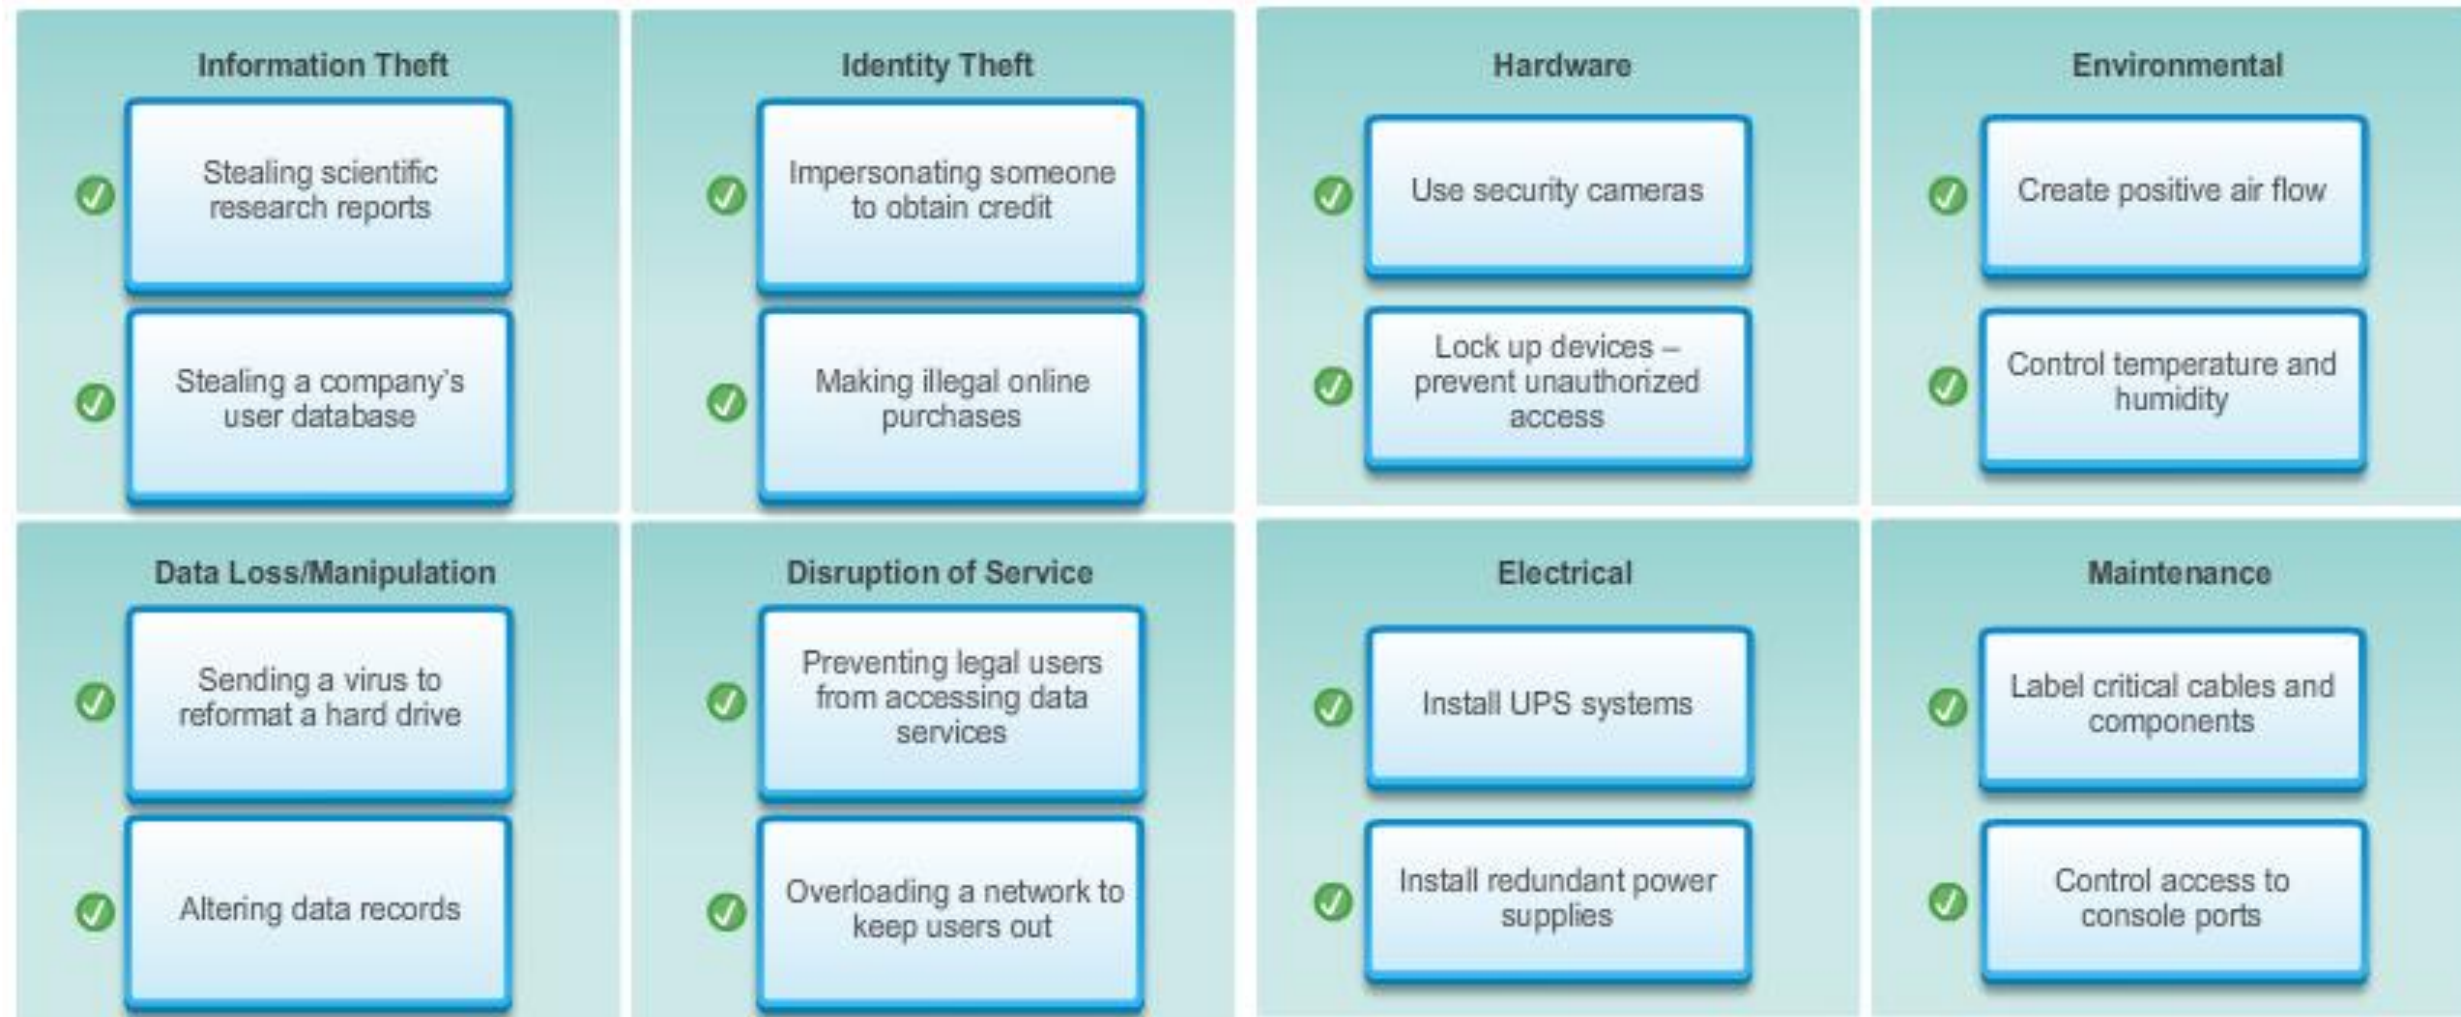 Information Theft
Stealing scientific
research reports
Stealing a company's
user database
Identity Theft
Impersonating someone
to obtain credit
Making illegal online
purchases
Hardware
Use security cameras
Lock up devices –
prevent unauthorized
access
Environmental
Create positive air flow
Control temperature and
humidity
Data Loss/Manipulation
Sending a virus to
reformat a hard drive
Altering data records
Disruption of Service
Preventing legal users
from accessing data
services
Overloading a network to
keep users out
Electrical
Install UPS systems
Install redundant power
supplies
Maintenance
Label critical cables and
components
Control access to
console ports